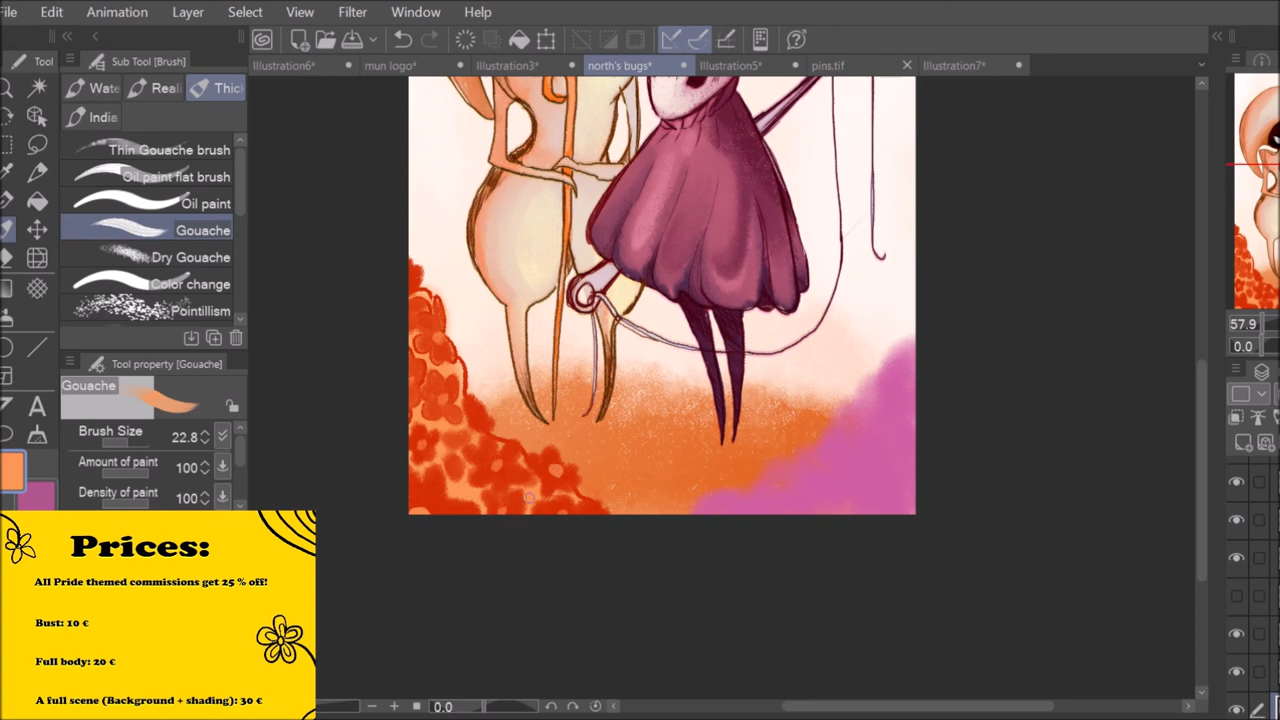 File Edit Animation Layer Select View Filter Window Help
Tool
Sub Tool [Brush]
Illustration6*
mun logo*
Illustration3*
north's bugs*
Illustration5*
pins.tif
Illustration7*
Wate
Real
Thic
India
Thin Gouache brush
Oil paint flat brush
Oil paint
Gouache
Dry Gouache
Color change
Pointillism
Tool property [Gouache]
Gouache
Brush Size 22.8
Amount of paint 100
Density of paint 100
57.9
0.0
Prices:
All Pride themed commissions get 25 % off!
Bust: 10 €
Full body: 20 €
A full scene (Background + shading): 30 €
0.0